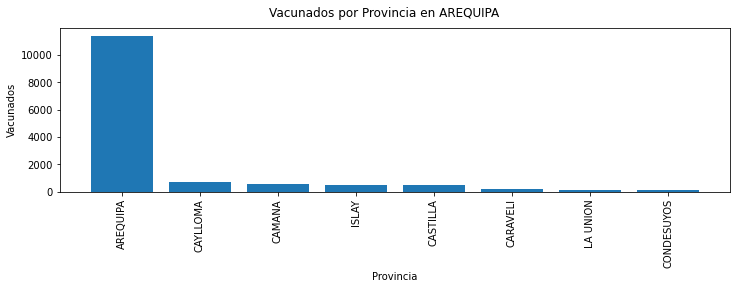 Vacunados por Provincia en AREQUIPA
Vacunados
10000
8000
6000
4000
2000
0
AREQUIPA
CAYLLOMA
CAMANA
ISLAY
CASTILLA
CARAVELI
LA UNION
CONDESUYOS
Provincia